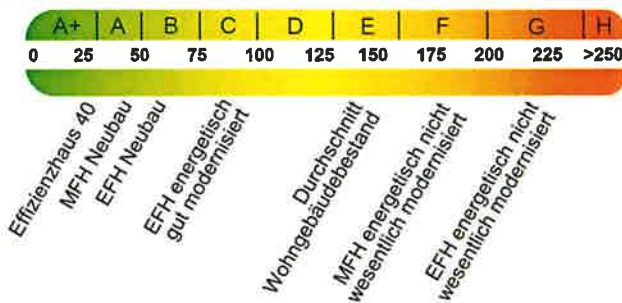 A+ A B C D E F G H
0 25 50 75 100 125 150 175 200 225 >250
Effizienzhaus 40
MFH Neubau
EFH Neubau
EFH energetisch
gut modernisiert
Durchschnitt
Wohngebäudebestand
MFH energetisch nicht
wesentlich modernisiert
EFH energetisch nicht
wesentlich modernisiert